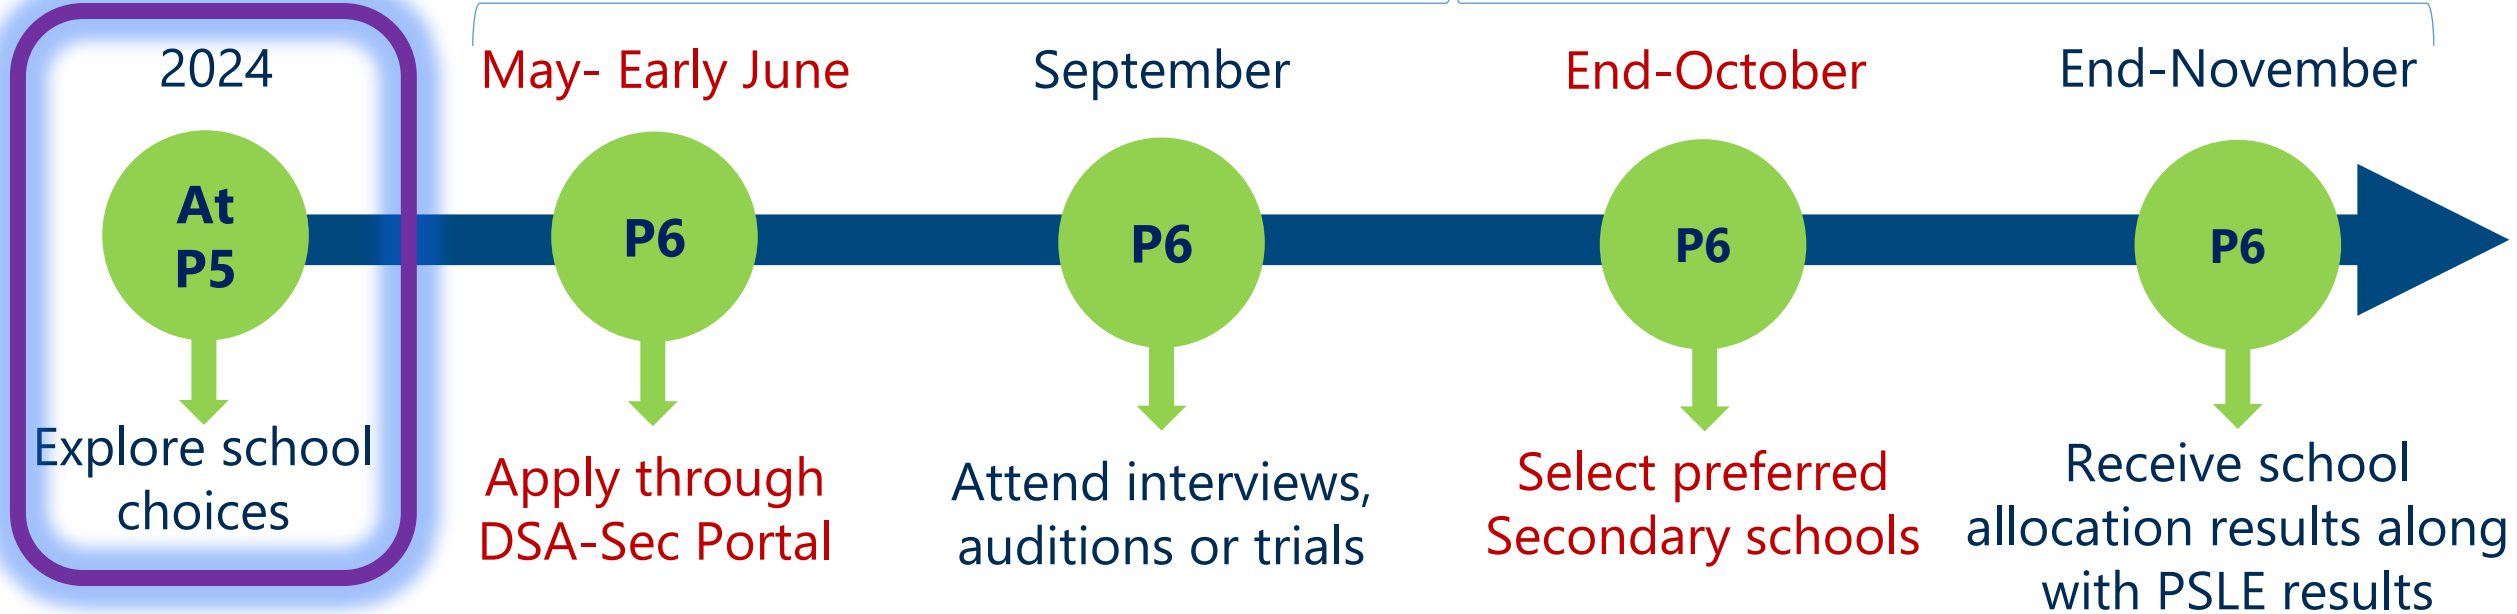 2024
May- Early June
September
End-October
End-November
At
P5
P6
P6
P6
P6
Explore school
choices
Apply through
DSA-Sec Portal
Attend interviews,
auditions or trials
Select preferred
Secondary schools
Receive school
allocation results along
with PSLE results